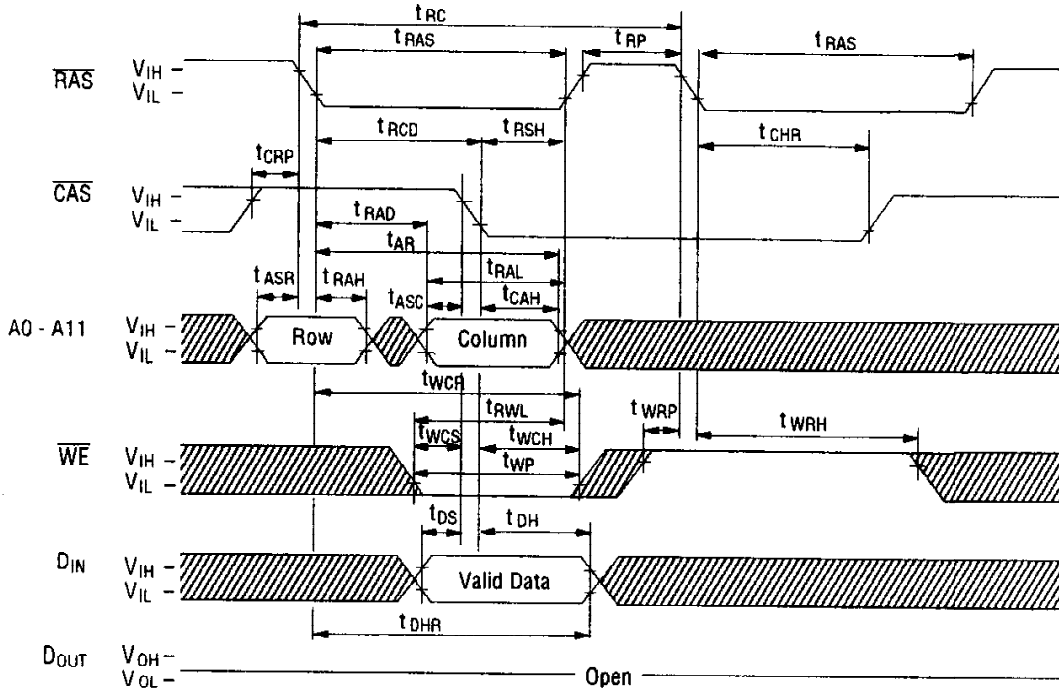 tRC
tRAS tRP tRAS
RAS VIH
VIL
tRCD tRSH tCHR
tCRP
CAS VIH
VIL
tRAD
tAR
tRAL
tASR tRAH tASC tCAH
A0 - A11 VIH
VIL
Row Column
tWCR
tRWL tWRP tWRH
tWCS tWCH
WE VIH
VIL
tWP
tDS tDH
DIN VIH
VIL
Valid Data
tDHR
DOUT VOH
VOL
Open